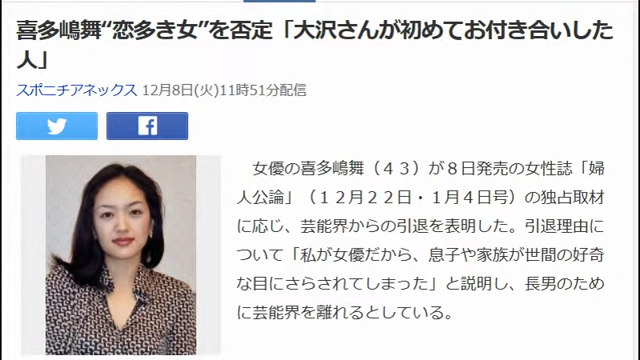 喜多嶋舞“恋多き女”を否定「大沢さんが初めてお付き合いした
人」
スポニチアネックス 12月8日(火)11時51分配信
女優の喜多嶋舞（４３）が８日発売の女性誌「婦
人公論」（１２月２２日・１月４日号）の独占取材
に応じ、芸能界からの引退を表明した。引退理由に
ついて「私が女優だから、息子や家族が世間の好奇
な目にさらされてしまった」と説明し、長男のため
に芸能界を離れるとしている。